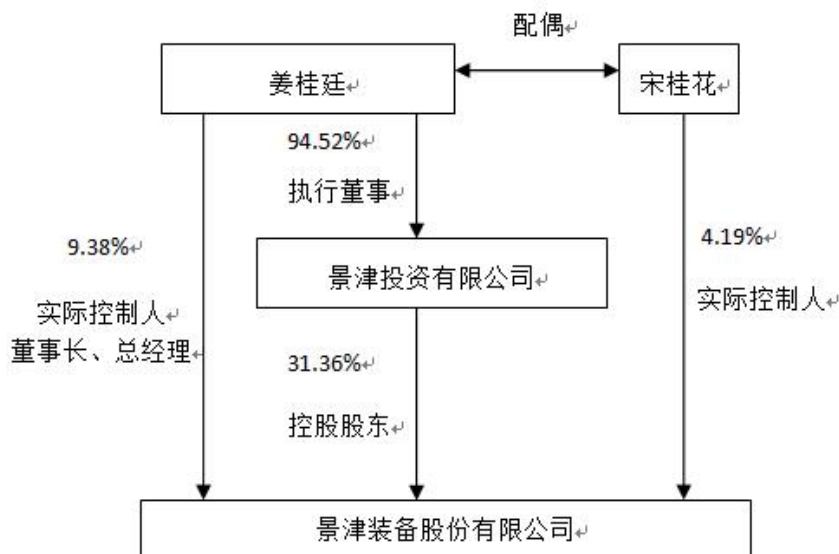 配偶
姜桂廷
宋桂花
94.52%
执行董事
9.38%
4.19%
景津投资有限公司
实际控制人
董事长、总经理
实际控制人
31.36%
控股股东
景津装备股份有限公司